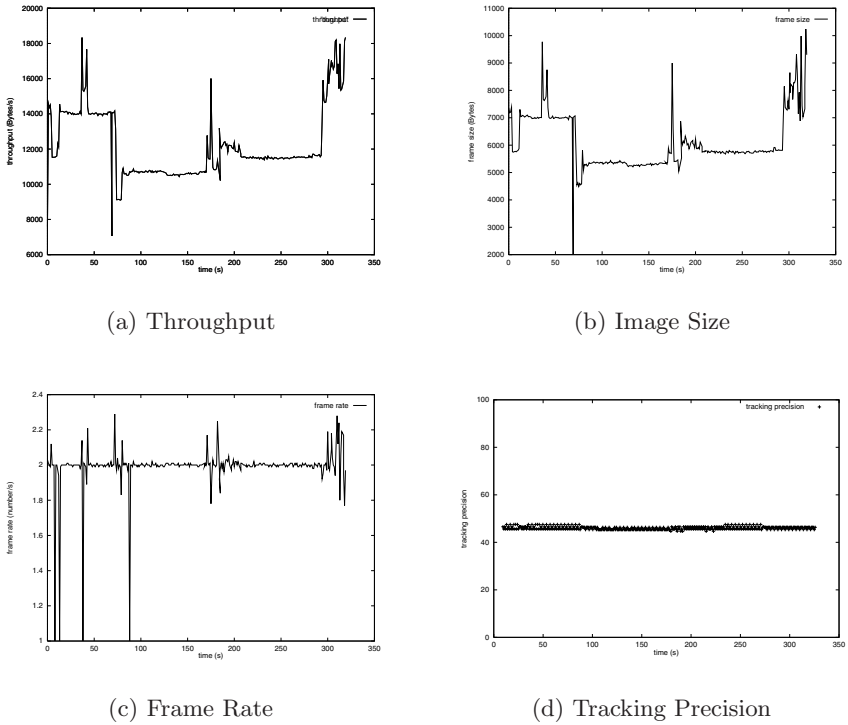 throughput
throughput (Bytes/s)
18000
16000
14000
12000
10000
8000
6000
20000
0 50 100 150 200 250 300 350
time (s)
(a) Throughput
frame size
frame size (Bytes)
11000
10000
9000
8000
7000
6000
5000
4000
3000
2000
0 50 100 150 200 250 300 350
time (s)
(b) Image Size
frame rate
frame rate (number/s)
2.4
2.2
2
1.8
1.6
1.4
1.2
1
0 50 100 150 200 250 300 350
time (s)
(c) Frame Rate
tracking precision
tracking precision
100
80
60
40
20
0
0 50 100 150 200 250 300 350
time (s)
(d) Tracking Precision